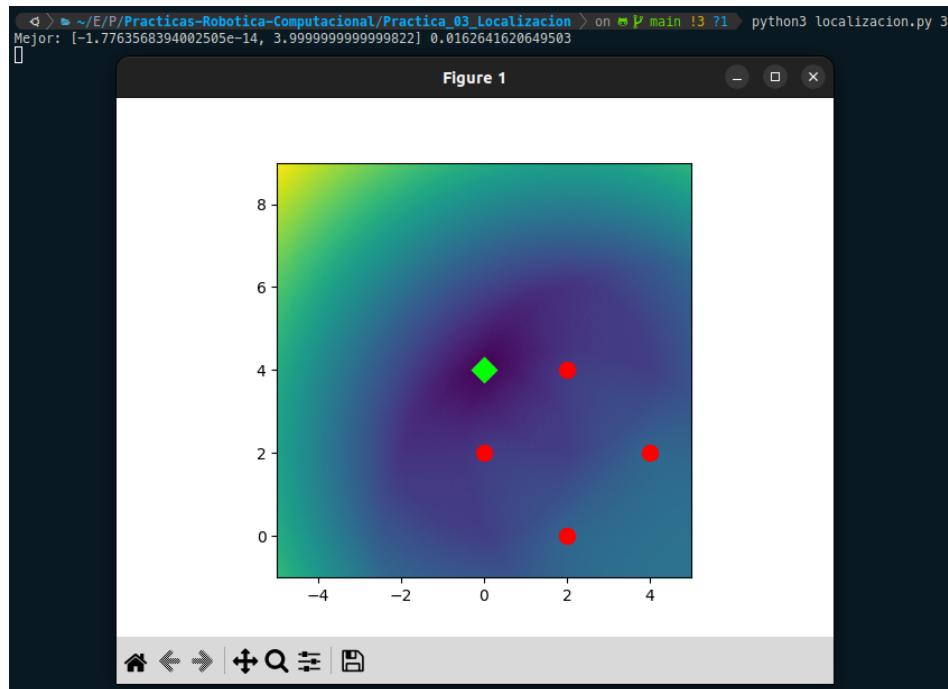 ~/E/P/Practicas-Robotica-Computacional/Practica_03_Localizacion on main !3 ?1 python3 localizacion.py 3
Mejor: [-1.7763568394002505e-14, 3.9999999999999822] 0.0162641620649503
Figure 1
8
6
4
2
0
−4 −2 0 2 4